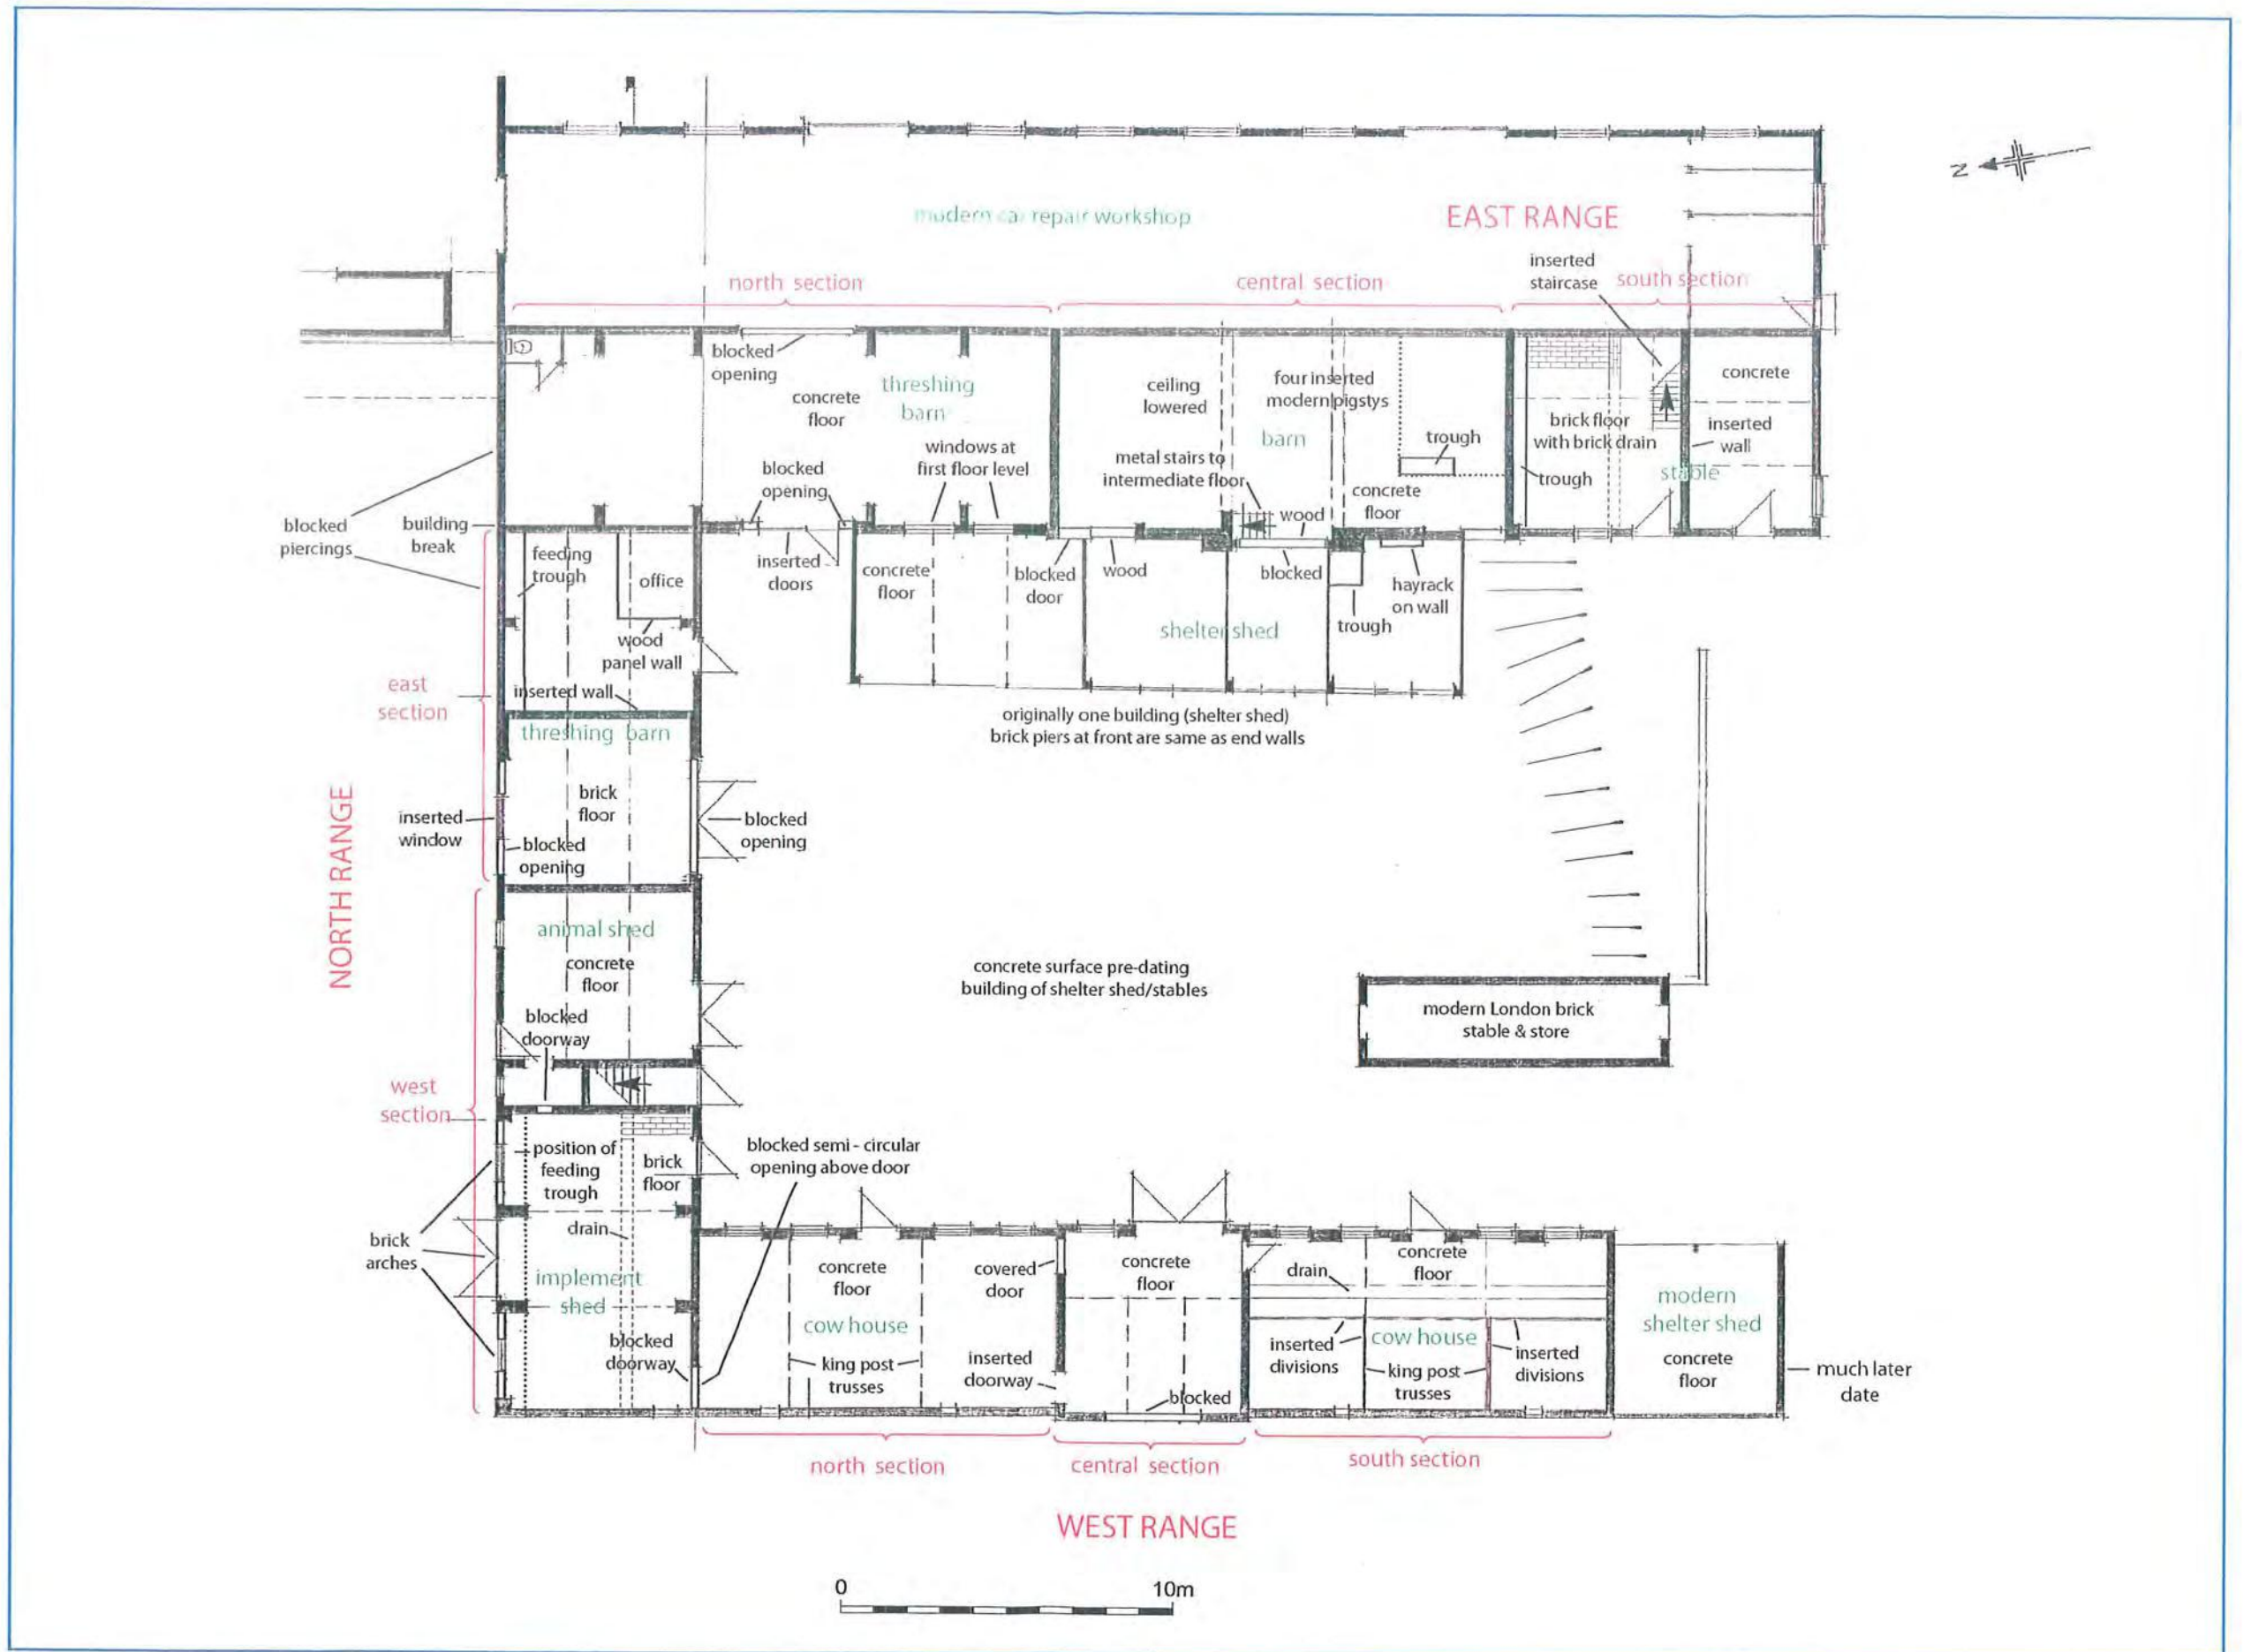 N
modern car repair workshop
EAST RANGE
north section
central section
inserted
staircase
south section
blocked
opening
concrete
floor
threshing
barn
windows at
first floor level
blocked
opening
ceiling
lowered
four inserted
modern pigstys
barn
metal stairs to
intermediate floor
trough
concrete
floor
wood
brick floor
with brick drain
trough
stable
concrete
inserted
wall
blocked
piercings
building
break
feeding
trough
office
wood
panel wall
inserted wall
inserted
doors
concrete
floor
blocked
door
wood
blocked
hayrack
on wall
trough
shelter shed
originally one building (shelter shed)
brick piers at front are same as end walls
east
section
threshing barn
brick
floor
inserted
window
blocked
opening
blocked
opening
NORTH RANGE
animal shed
concrete
floor
blocked
doorway
concrete surface pre-dating
building of shelter shed/stables
modern London brick
stable & store
west
section
position of
feeding
trough
brick
floor
drain
brick
arches
implement
shed
blocked
doorway
blocked semi - circular
opening above door
concrete
floor
covered
door
cow house
king post
trusses
inserted
doorway
concrete
floor
blocked
drain
concrete
floor
inserted
divisions
cow house
king post
trusses
inserted
divisions
modern
shelter shed
concrete
floor
much later
date
north section
central section
south section
WEST RANGE
0
10m